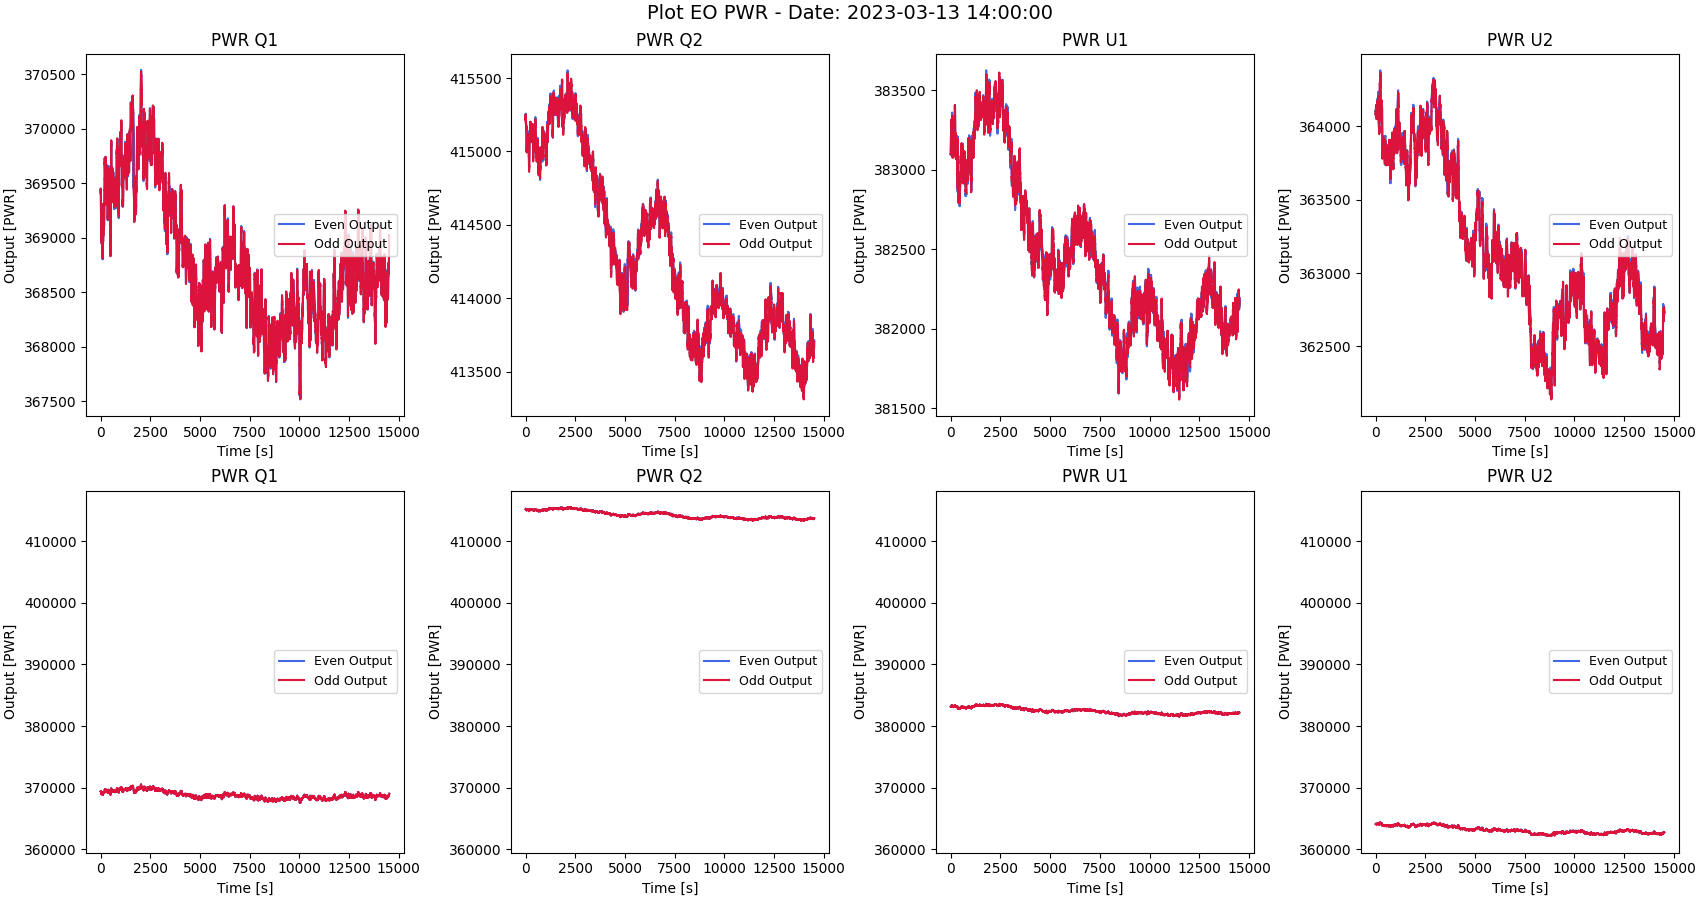 Plot EO PWR - Date: 2023-03-13 14:00:00
PWR Q1
Output [PWR]
370500
370000
369500
369000
368500
368000
367500
Even Output
Odd Output
0 2500 5000 7500 10000 12500 15000
Time [s]
PWR Q2
Output [PWR]
415500
415000
414500
414000
413500
Even Output
Odd Output
0 2500 5000 7500 10000 12500 15000
Time [s]
PWR U1
Output [PWR]
383500
383000
382500
382000
381500
Even Output
Odd Output
0 2500 5000 7500 10000 12500 15000
Time [s]
PWR U2
Output [PWR]
364000
363500
363000
362500
Even Output
Odd Output
0 2500 5000 7500 10000 12500 15000
Time [s]
PWR Q1
Output [PWR]
410000
400000
390000
380000
370000
360000
Even Output
Odd Output
0 2500 5000 7500 10000 12500 15000
Time [s]
PWR Q2
Output [PWR]
410000
400000
390000
380000
370000
360000
Even Output
Odd Output
0 2500 5000 7500 10000 12500 15000
Time [s]
PWR U1
Output [PWR]
410000
400000
390000
380000
370000
360000
Even Output
Odd Output
0 2500 5000 7500 10000 12500 15000
Time [s]
PWR U2
Output [PWR]
410000
400000
390000
380000
370000
360000
Even Output
Odd Output
0 2500 5000 7500 10000 12500 15000
Time [s]